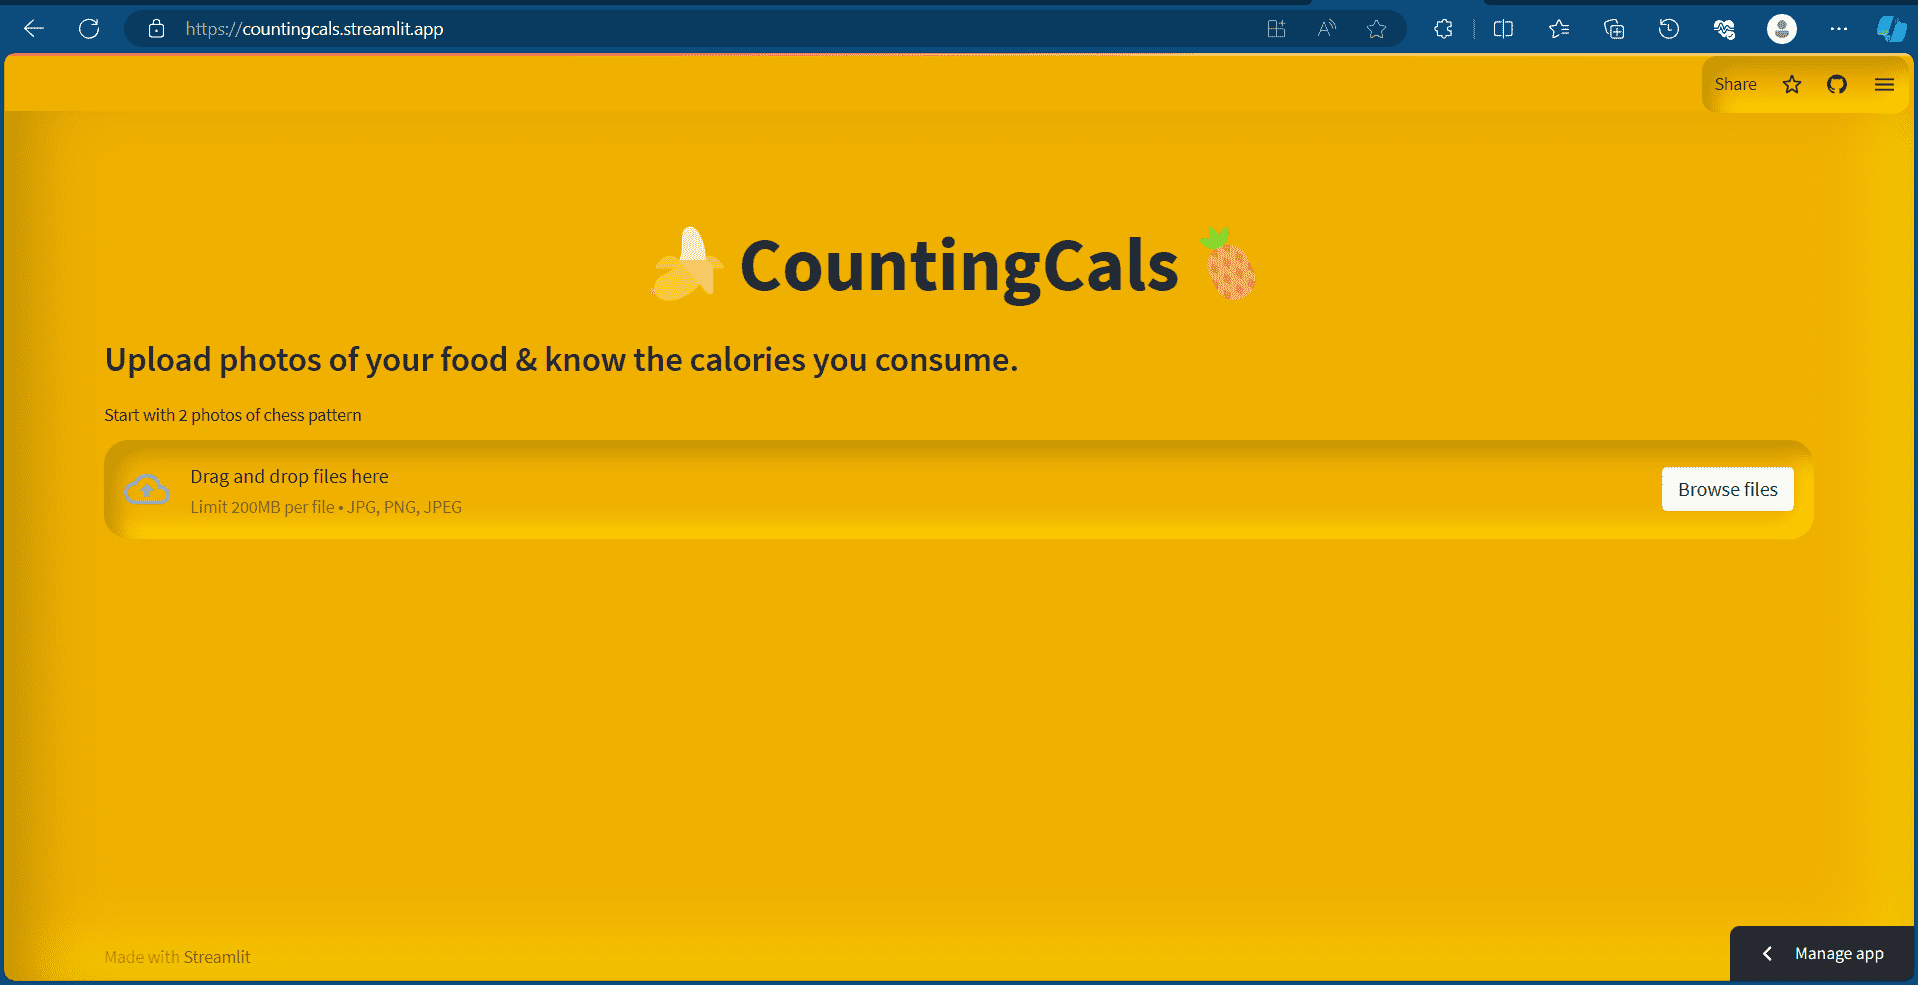 https://countingcals.streamlit.app
Share
CountingCals
Upload photos of your food & know the calories you consume.
Start with 2 photos of chess pattern
Drag and drop files here
Limit 200MB per file • JPG, PNG, JPEG
Browse files
Made with Streamlit
Manage app